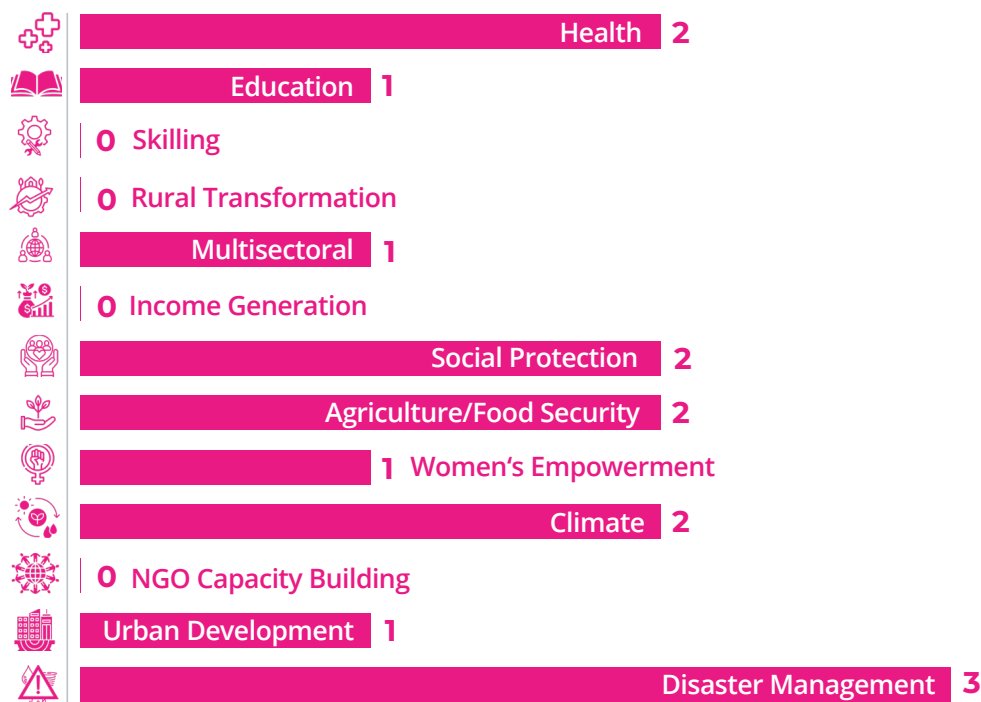 Health 2
Education 1
0 Skilling
0 Rural Transformation
Multisectoral 1
0 Income Generation
Social Protection 2
Agriculture/Food Security 2
1 Women‘s Empowerment
Climate 2
0 NGO Capacity Building
Urban Development 1
Disaster Management 3